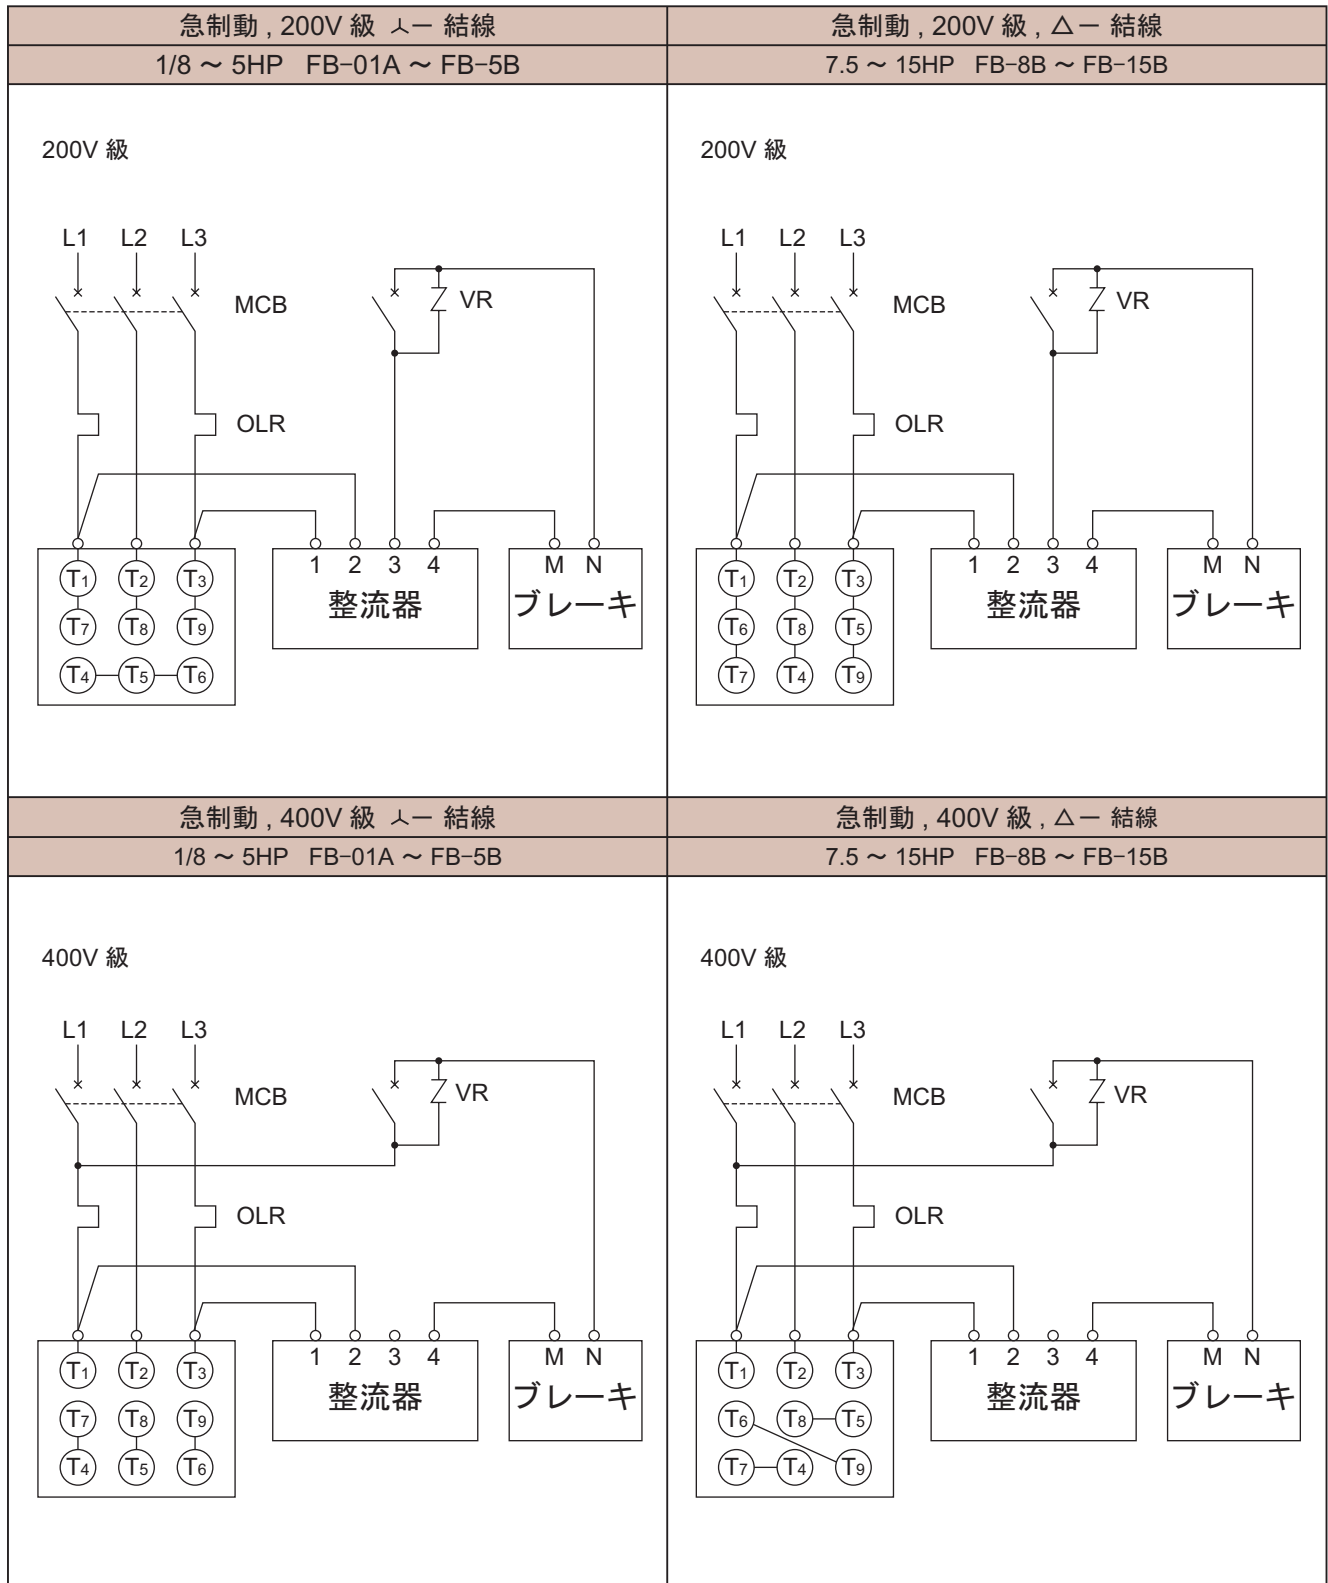 急制動 , 200V 級 人ー 結線
1/8 ～ 5HP FB-01A ～ FB-5B
200V 級
L1 L2 L3
MCB
VR
OLR
1 2 3 4
M N
整流器
ブレーキ
T1 T2 T3
T7 T8 T9
T4 T5 T6
急制動 , 200V 級 , △ー 結線
7.5 ～ 15HP FB-8B ～ FB-15B
200V 級
L1 L2 L3
MCB
VR
OLR
1 2 3 4
M N
整流器
ブレーキ
T1 T2 T3
T6 T8 T5
T7 T4 T9
急制動 , 400V 級 人ー 結線
1/8 ～ 5HP FB-01A ～ FB-5B
400V 級
L1 L2 L3
MCB
VR
OLR
1 2 3 4
M N
整流器
ブレーキ
T1 T2 T3
T7 T8 T9
T4 T5 T6
急制動 , 400V 級 , △ー 結線
7.5 ～ 15HP FB-8B ～ FB-15B
400V 級
L1 L2 L3
MCB
VR
OLR
1 2 3 4
M N
整流器
ブレーキ
T1 T2 T3
T6 T8 T5
T7 T4 T9